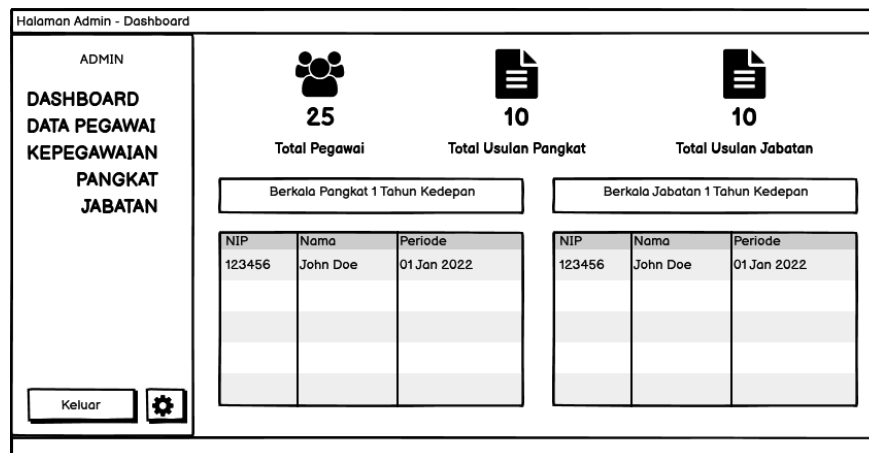 Halaman Admin - Dashboard
ADMIN
DASHBOARD
DATA PEGAWAI
KEPEGAWAIAN
PANGKAT
JABATAN
Keluar
25
Total Pegawai
10
Total Usulan Pangkat
10
Total Usulan Jabatan
Berkala Pangkat 1 Tahun Kedepan
NIP Nama Periode
123456 John Doe 01 Jan 2022
Berkala Jabatan 1 Tahun Kedepan
NIP Nama Periode
123456 John Doe 01 Jan 2022